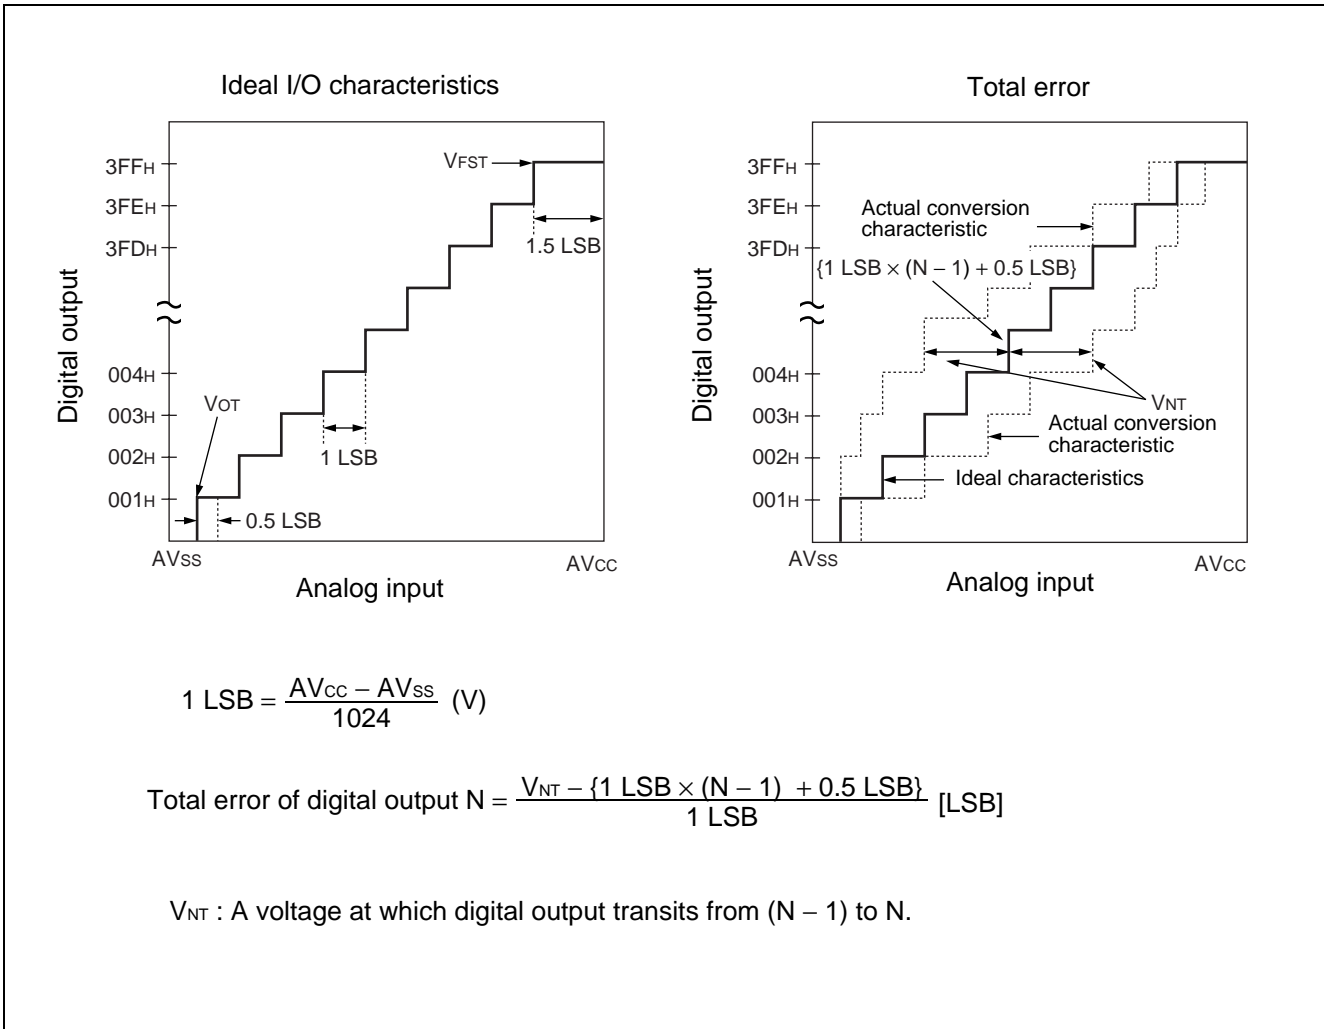 Ideal I/O characteristics
3FFH
3FEH
3FDH
004H
003H
002H
001H
Digital output
VFST
1.5 LSB
VOT
1 LSB
0.5 LSB
AVSS
AVCC
Analog input
Total error
3FFH
3FEH
3FDH
004H
003H
002H
001H
Digital output
Actual conversion
characteristic
{1 LSB × (N − 1) + 0.5 LSB}
VNT
Actual conversion
characteristic
Ideal characteristics
AVSS
AVCC
Analog input
1 LSB = AVCC − AVSS / 1024 (V)
Total error of digital output N = VNT − {1 LSB × (N − 1) + 0.5 LSB} / 1 LSB [LSB]
VNT : A voltage at which digital output transits from (N − 1) to N.